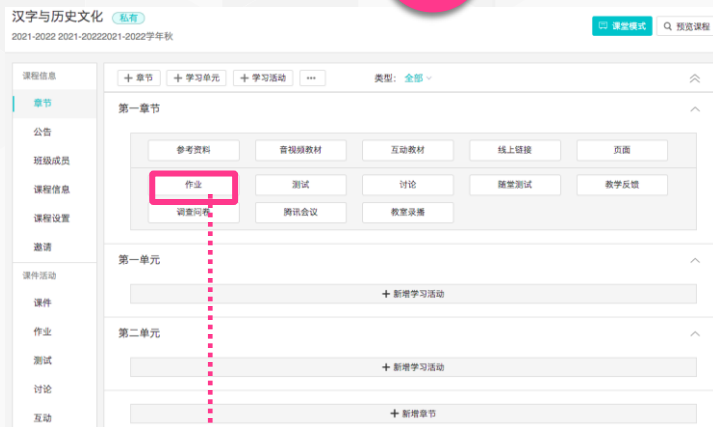 汉字与历史文化 私有
2021-2022 2021-20222021-2022学年秋
课堂模式 预览课程
课程信息
章节
公告
班级成员
课程信息
课程设置
邀请
课件活动
课件
作业
测试
讨论
互动
+ 章节 + 学习单元 + 学习活动 ··· 类型: 全部
第一章节
参考资料 音视频教材 互动教材 线上链接 页面
作业 测试 讨论 随堂测试 教学反馈
调查问卷 腾讯会议 教室录播
第一单元
+ 新增学习活动
第二单元
+ 新增学习活动
+ 新增章节